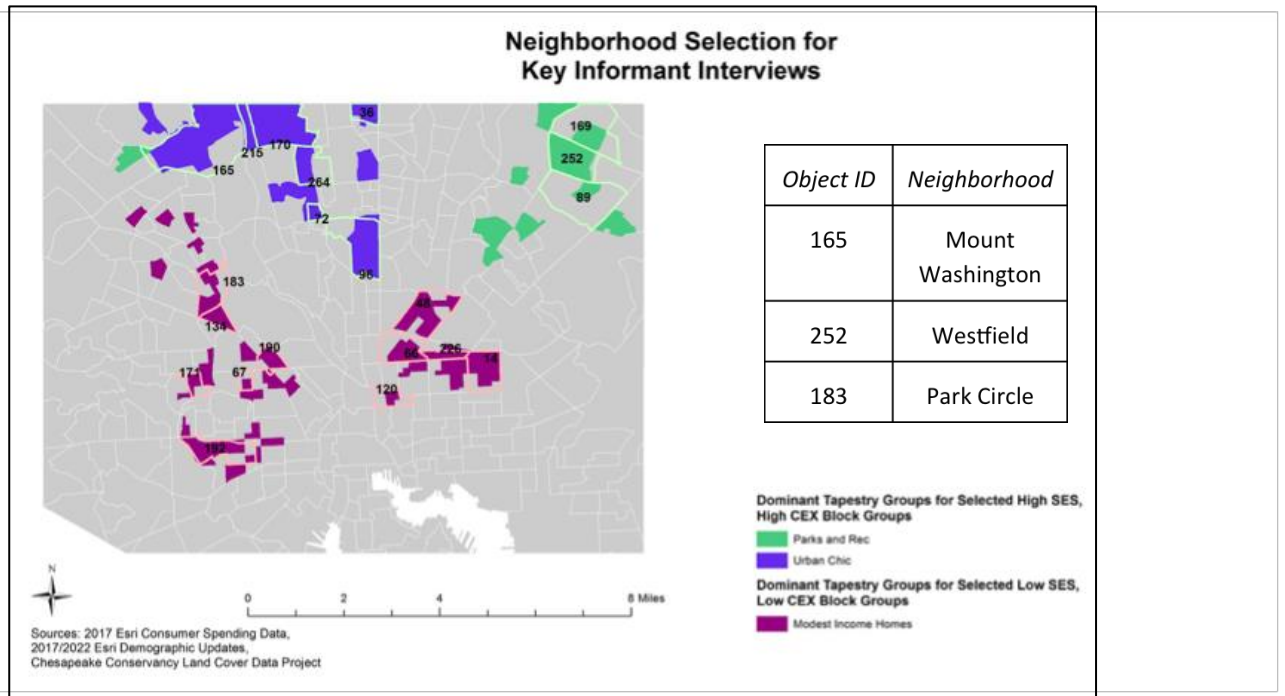 Neighborhood Selection for
Key Informant Interviews
36
169
170
215
252
165
264
89
72
98
183
48
134
190
66
226
14
171
67
120
192
Object ID Neighborhood
165 Mount
Washington
252 Westfield
183 Park Circle
Dominant Tapestry Groups for Selected High SES,
High CEX Block Groups
Parks and Rec
Urban Chic
Dominant Tapestry Groups for Selected Low SES,
Low CEX Block Groups
Modest Income Homes
N
0 2 4 8 Miles
Sources: 2017 Esri Consumer Spending Data,
2017/2022 Esri Demographic Updates,
Chesapeake Conservancy Land Cover Data Project